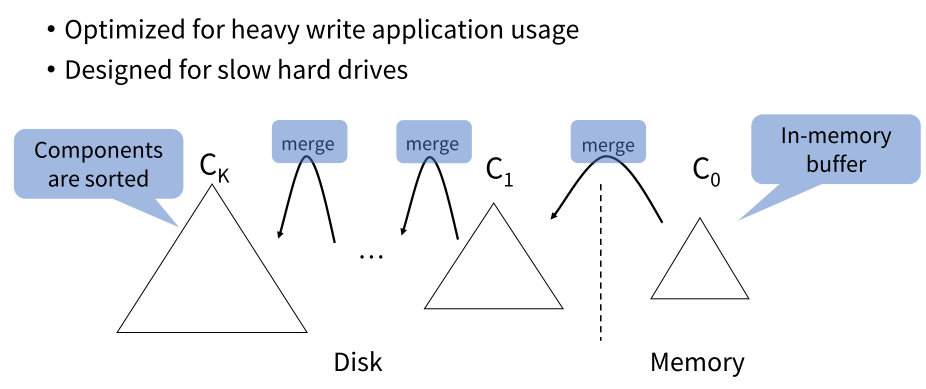 • Optimized for heavy write application usage
• Designed for slow hard drives
Components
are sorted
C_K
merge
merge
C_1
merge
C_0
In-memory
buffer
...
Disk
Memory